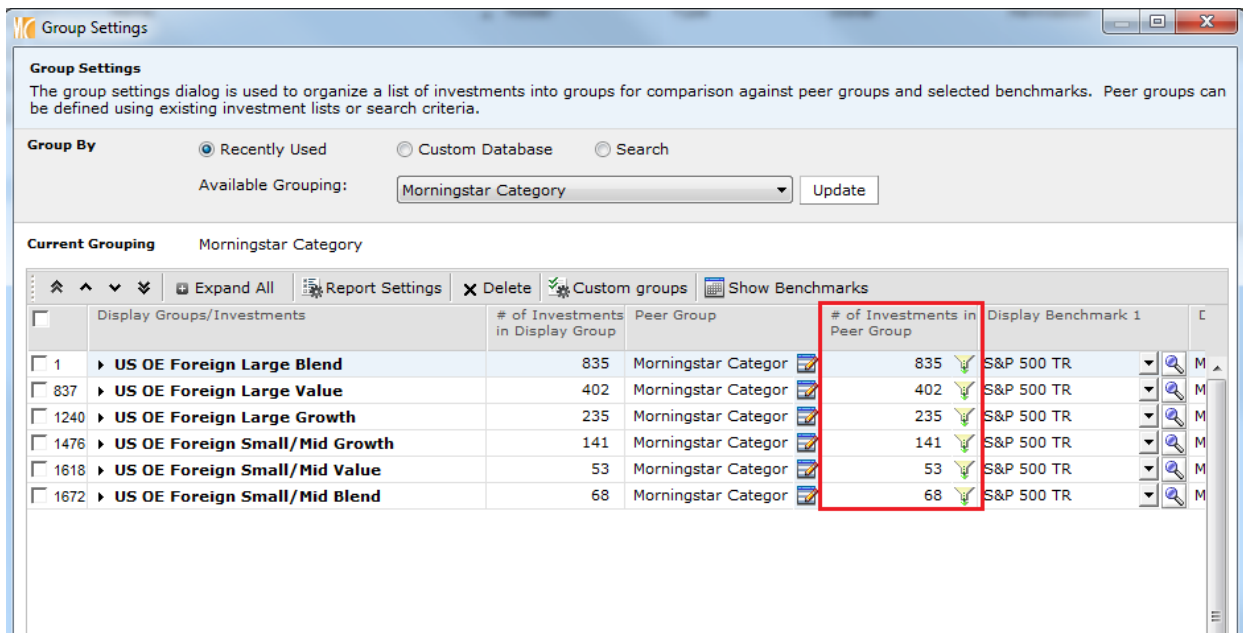 Group Settings
Group Settings
The group settings dialog is used to organize a list of investments into groups for comparison against peer groups and selected benchmarks. Peer groups can
be defined using existing investment lists or search criteria.
Group By Recently Used Custom Database Search
Available Grouping: Morningstar Category Update
Current Grouping Morningstar Category
Expand All Report Settings Delete Custom groups Show Benchmarks
Display Groups/Investments # of Investments Peer Group # of Investments in Display Benchmark 1
in Display Group Peer Group
1 US OE Foreign Large Blend 835 Morningstar Categor 835 S&P 500 TR M
837 US OE Foreign Large Value 402 Morningstar Categor 402 S&P 500 TR M
1240 US OE Foreign Large Growth 235 Morningstar Categor 235 S&P 500 TR M
1476 US OE Foreign Small/Mid Growth 141 Morningstar Categor 141 S&P 500 TR M
1618 US OE Foreign Small/Mid Value 53 Morningstar Categor 53 S&P 500 TR M
1672 US OE Foreign Small/Mid Blend 68 Morningstar Categor 68 S&P 500 TR M